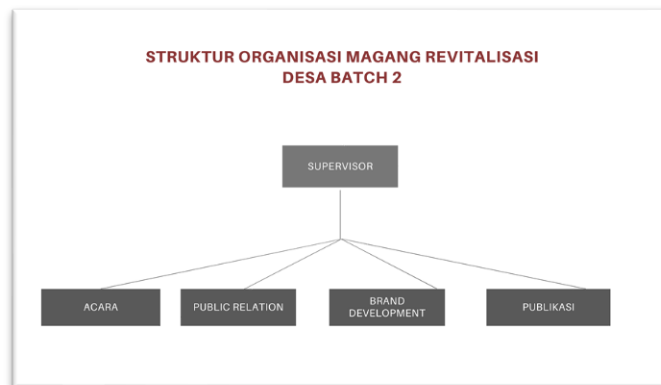 STRUKTUR ORGANISASI MAGANG REVITALISASI
DESA BATCH 2
SUPERVISOR
ACARA
PUBLIC RELATION
BRAND
DEVELOPMENT
PUBLIKASI